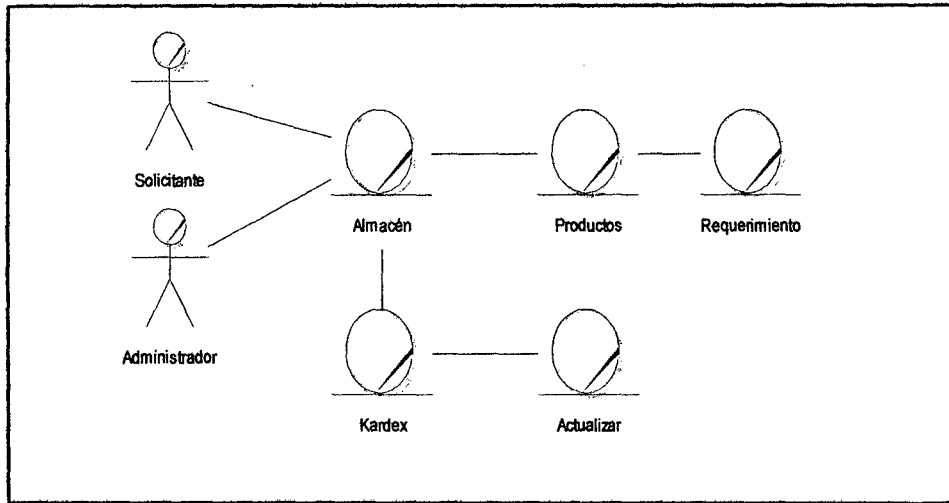 Solicitante
Almacén
Productos
Requerimiento
Administrador
Kardex
Actualizar